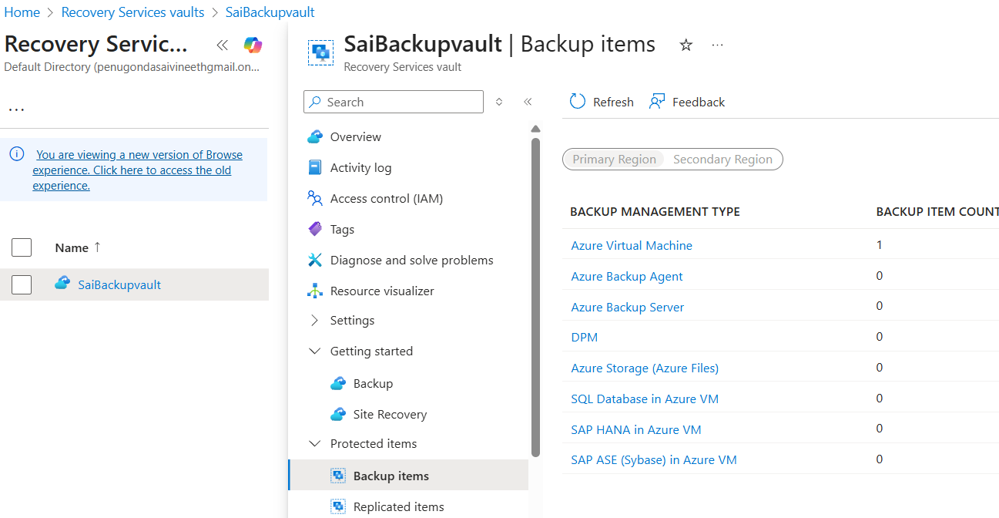 Home > Recovery Services vaults > SaiBackupvault
Recovery Servic...
Default Directory (penugondasaivineethgmail.on...
...
You are viewing a new version of Browse
experience. Click here to access the old
experience.
Name ↑
SaiBackupvault
SaiBackupvault | Backup items
Recovery Services vault
Search
Overview
Activity log
Access control (IAM)
Tags
Diagnose and solve problems
Resource visualizer
Settings
Getting started
Backup
Site Recovery
Protected items
Backup items
Replicated items
Refresh Feedback
Primary Region Secondary Region
BACKUP MANAGEMENT TYPE BACKUP ITEM COUNT
Azure Virtual Machine 1
Azure Backup Agent 0
Azure Backup Server 0
DPM 0
Azure Storage (Azure Files) 0
SQL Database in Azure VM 0
SAP HANA in Azure VM 0
SAP ASE (Sybase) in Azure VM 0